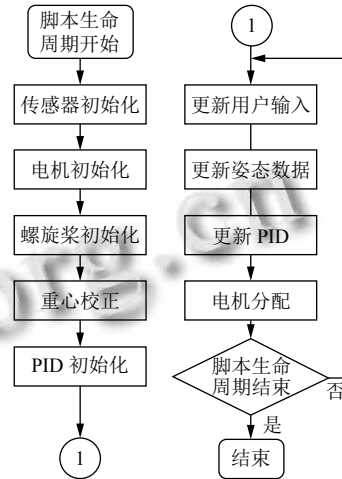 脚本生命
周期开始
传感器初始化
电机初始化
螺旋桨初始化
重心校正
PID 初始化
1
1
更新用户输入
更新姿态数据
更新 PID
电机分配
脚本生命
周期结束
否
是
结束
org.cn